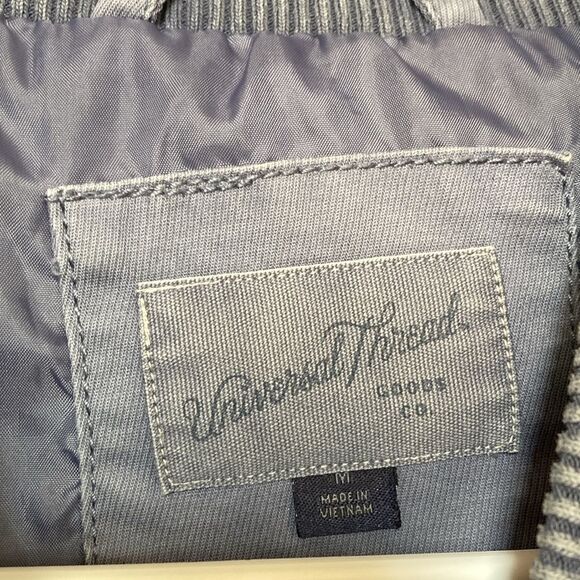 Universal Thread
GOODS
CO.
M
MADE IN
VIETNAM